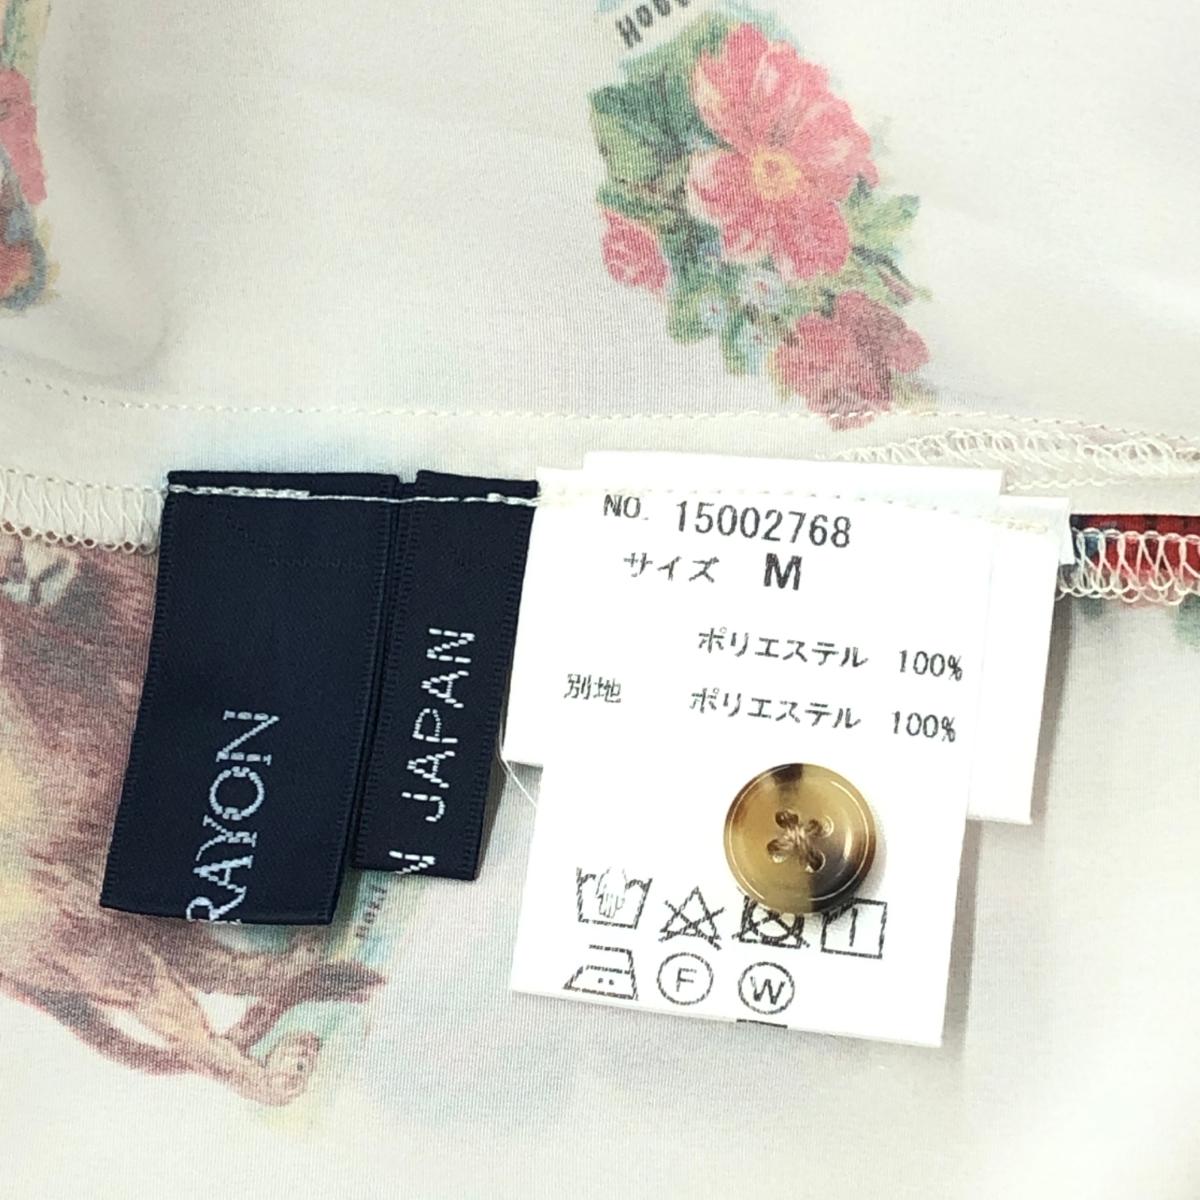 NO. 15002768
サイズ M
ポリエステル 100%
別地 ポリエステル 100%
F
W
RAYON
JAPAN